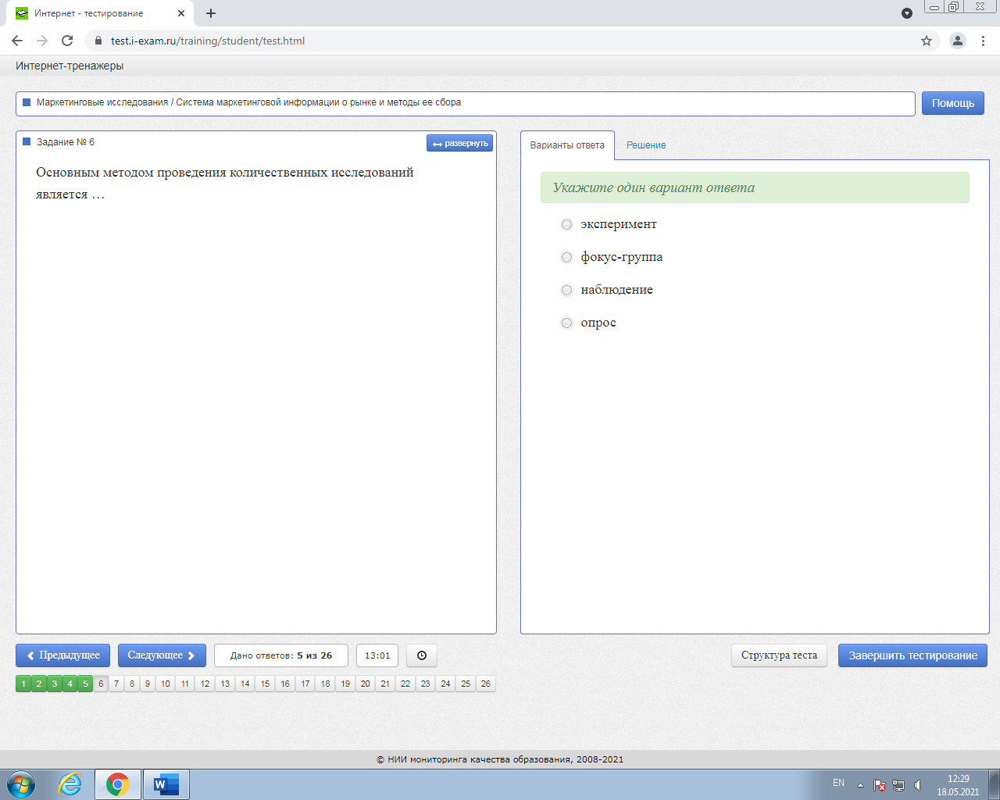 Интернет - тестирование
test.i-exam.ru/training/student/test.html
Интернет-тренажеры
Маркетинговые исследования / Система маркетинговой информации о рынке и методы ее сбора
Помощь
Задание № 6
развернуть
Основным методом проведения количественных исследований
является …
Варианты ответа
Решение
Укажите один вариант ответа
эксперимент
фокус-группа
наблюдение
опрос
Предыдущее
Следующее
Дано ответов: 5 из 26
13:01
Структура теста
Завершить тестирование
1 2 3 4 5 6 7 8 9 10 11 12 13 14 15 16 17 18 19 20 21 22 23 24 25 26
© НИИ мониторинга качества образования, 2008-2021
W
EN
12:29
18.05.2021